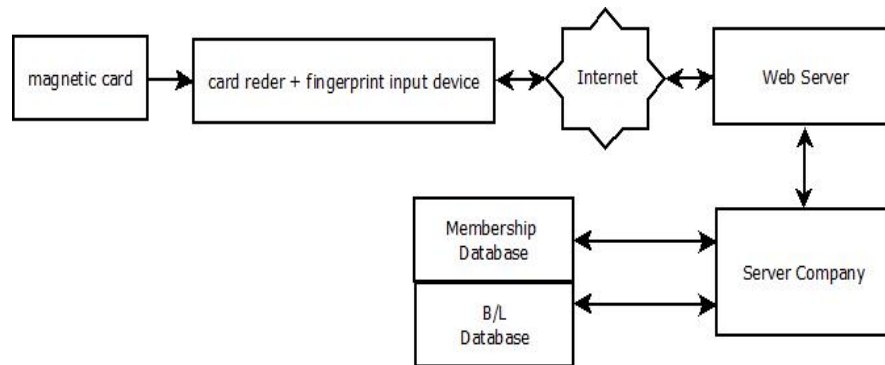 magnetic card
card reder + fingerprint input device
Internet
Web Server
Membership
Database
Server Company
B/L
Database